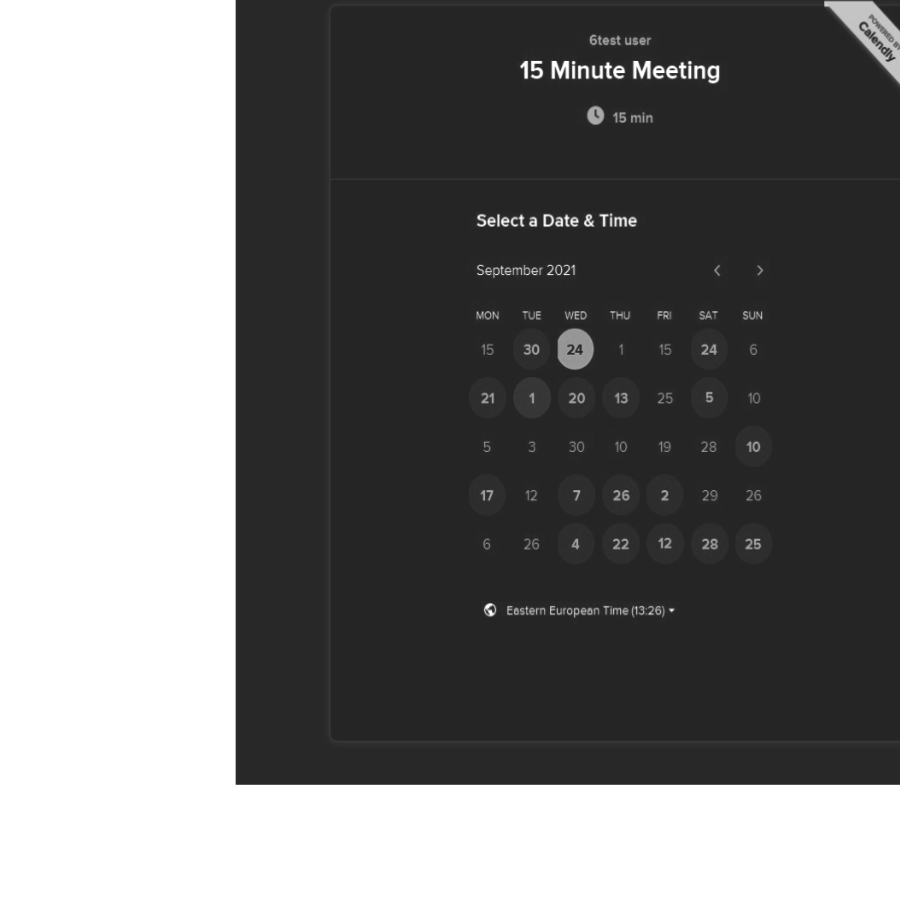 POWERED BY
Calendly
6test user
15 Minute Meeting
15 min
Select a Date & Time
September 2021
MON TUE WED THU FRI SAT SUN
15 30 24 1 15 24 6
21 1 20 13 25 5 10
5 3 30 10 19 28 10
17 12 7 26 2 29 26
6 26 4 22 12 28 25
Eastern European Time (13:26)